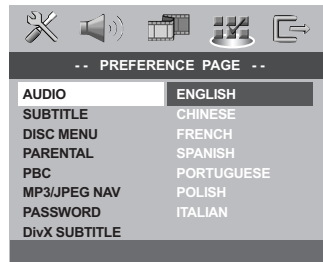 -- PREFERENCE PAGE --
AUDIO ENGLISH
SUBTITLE CHINESE
DISC MENU FRENCH
PARENTAL SPANISH
PBC PORTUGUESE
MP3/JPEG NAV POLISH
PASSWORD ITALIAN
DivX SUBTITLE